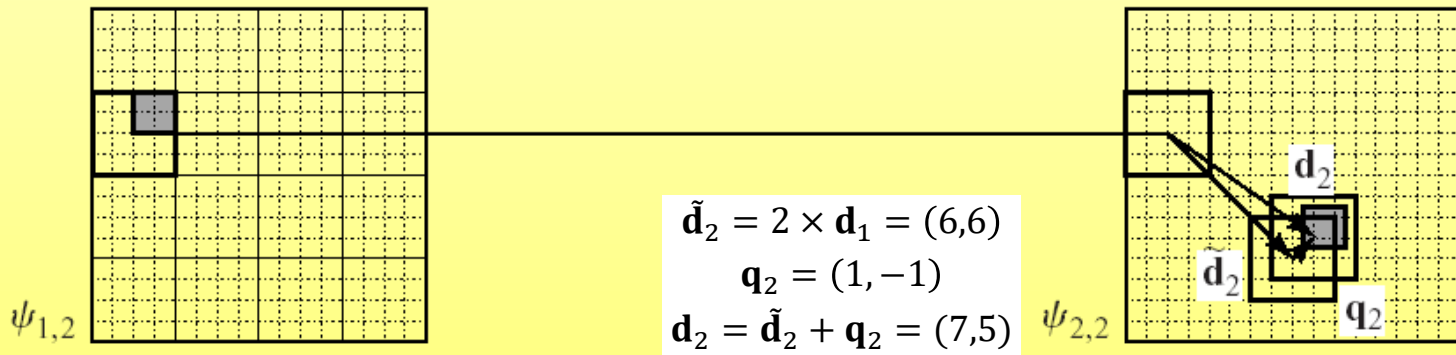 d₂
d̃₂ = 2 × d₁ = (6,6)
q₂ = (1, −1)
d₂ = d̃₂ + q₂ = (7,5)
d̃₂
q₂
ψ₁,₂
ψ₂,₂